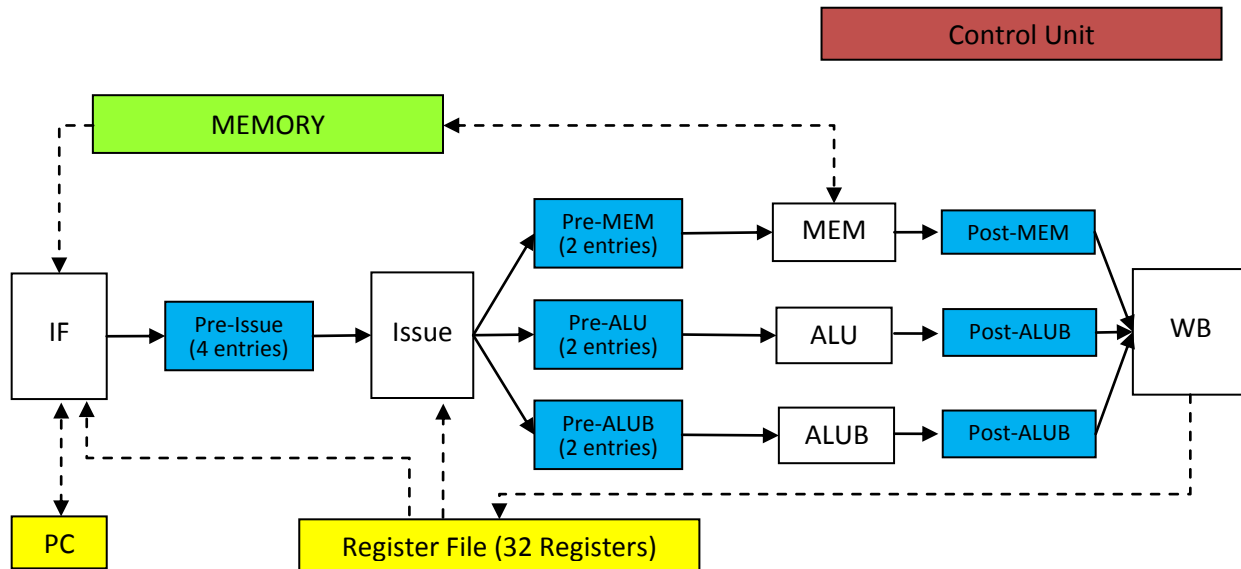 Control Unit
MEMORY
Pre-MEM
(2 entries)
MEM
Post-MEM
IF
Pre-Issue
(4 entries)
Issue
Pre-ALU
(2 entries)
ALU
Post-ALUB
WB
Pre-ALUB
(2 entries)
ALUB
Post-ALUB
PC
Register File (32 Registers)